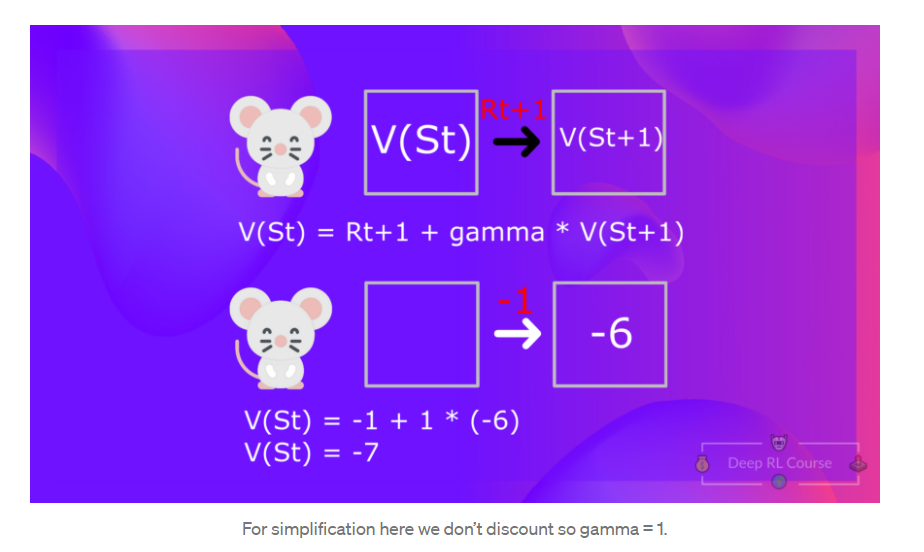 Rt+1
V(St)
V(St+1)
V(St) = Rt+1 + gamma * V(St+1)
-1
-6
V(St) = -1 + 1 * (-6)
V(St) = -7
Deep RL Course
For simplification here we don’t discount so gamma = 1.